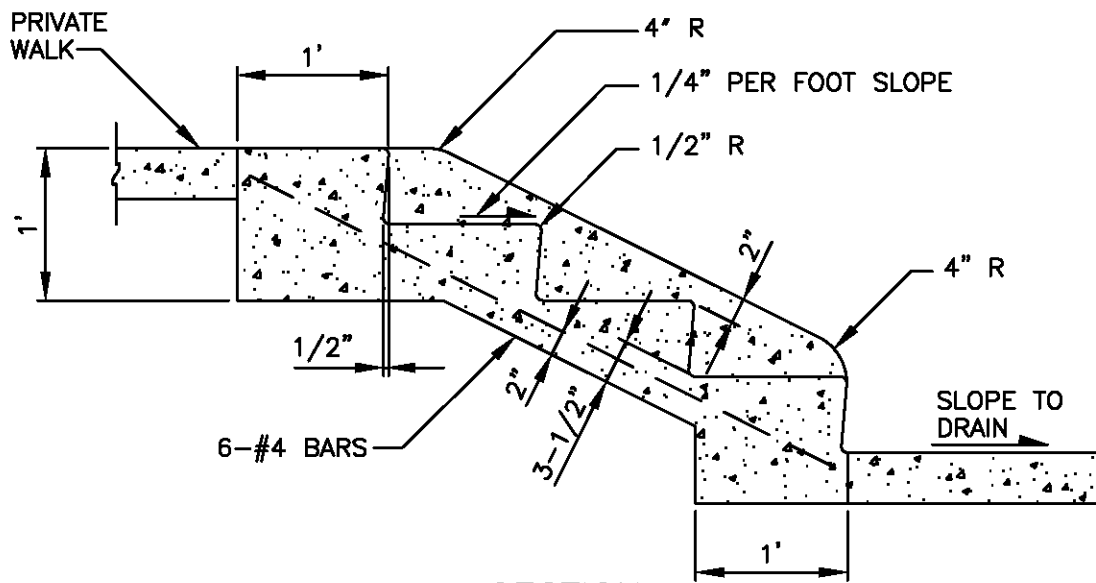 PRIVATE
WALK
1'
4" R
1/4" PER FOOT SLOPE
1/2" R
1'
2"
4" R
1/2"
2"
3-1/2"
6-#4 BARS
SLOPE TO
DRAIN
1'